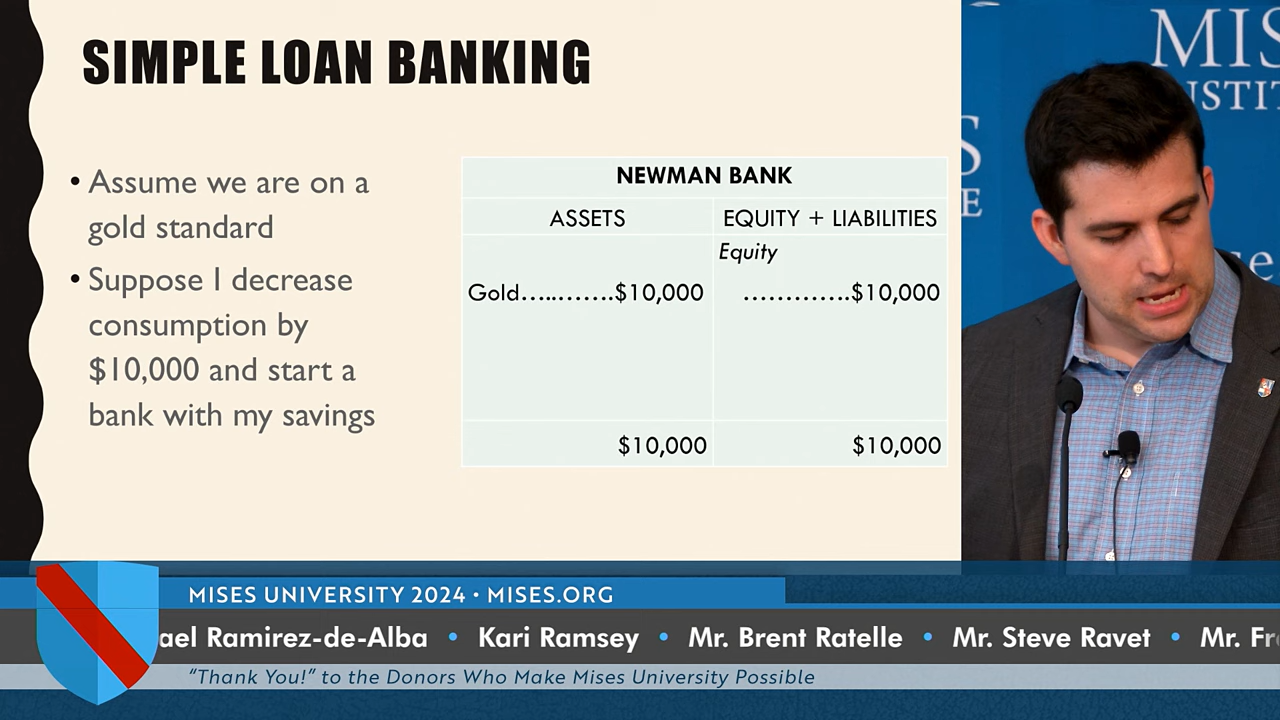 SIMPLE LOAN BANKING
• Assume we are on a
gold standard
• Suppose I decrease
consumption by
$10,000 and start a
bank with my savings
NEWMAN BANK
ASSETS EQUITY + LIABILITIES
Equity
Gold.............$10,000 .............$10,000
$10,000 $10,000
MIS
NSTIT
S
E
se
MISES UNIVERSITY 2024 • MISES.ORG
ael Ramirez-de-Alba • Kari Ramsey • Mr. Brent Ratelle • Mr. Steve Ravet • Mr. Fr
“Thank You!” to the Donors Who Make Mises University Possible